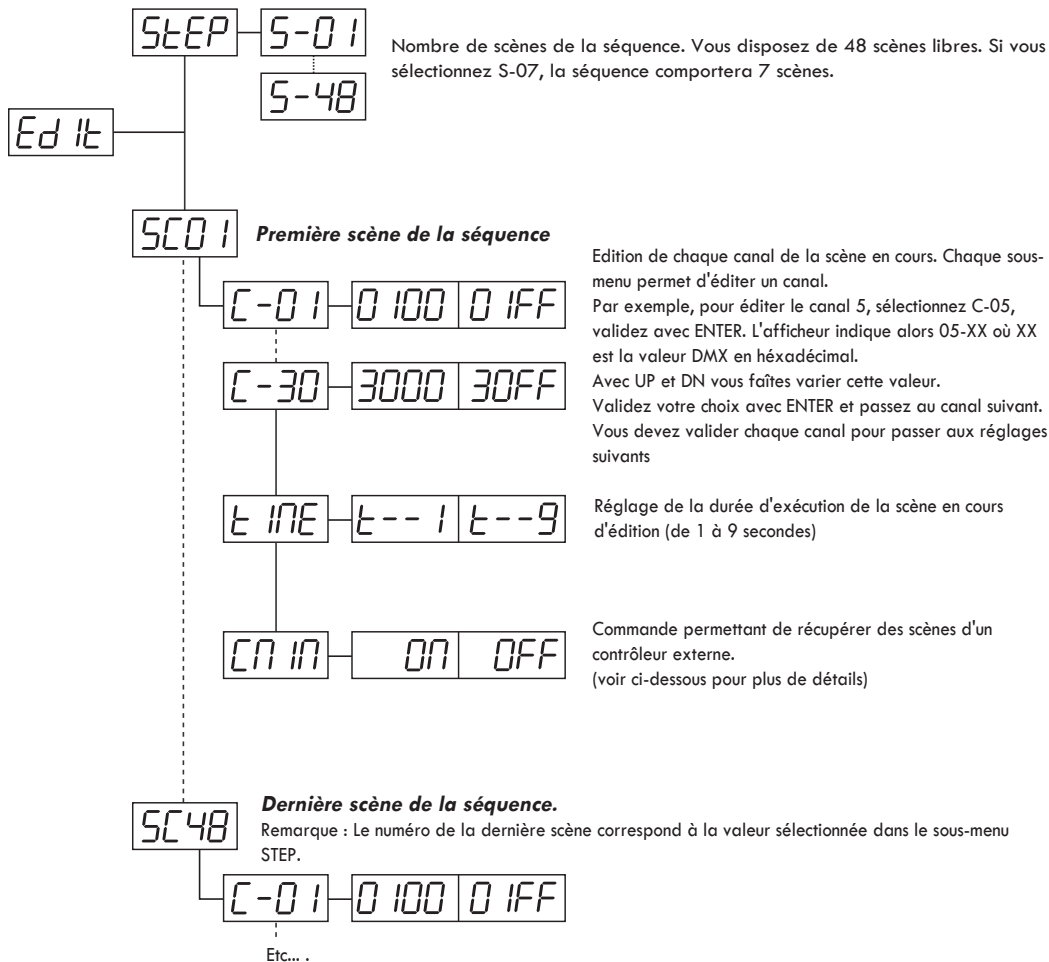 StEP S-01
Nombre de scènes de la séquence. Vous disposez de 48 scènes libres. Si vous
sélectionnez S-07, la séquence comportera 7 scènes.
S-48
Edit
SC01
Première scène de la séquence
Edition de chaque canal de la scène en cours. Chaque sous-
menu permet d'éditer un canal.
Par exemple, pour éditer le canal 5, sélectionnez C-05,
validez avec ENTER. L'afficheur indique alors 05-XX où XX
est la valeur DMX en héxadécimal.
Avec UP et DN vous faîtes varier cette valeur.
Validez votre choix avec ENTER et passez au canal suivant.
Vous devez valider chaque canal pour passer aux réglages
suivants
C-01 0100 01FF
C-30 3000 30FF
tIME t--1 t--9
Réglage de la durée d'exécution de la scène en cours
d'édition (de 1 à 9 secondes)
CMIN ON OFF
Commande permettant de récupérer des scènes d'un
contrôleur externe.
(voir ci-dessous pour plus de détails)
SC48
Dernière scène de la séquence.
Remarque : Le numéro de la dernière scène correspond à la valeur sélectionnée dans le sous-menu
STEP.
C-01 0100 01FF
Etc... .